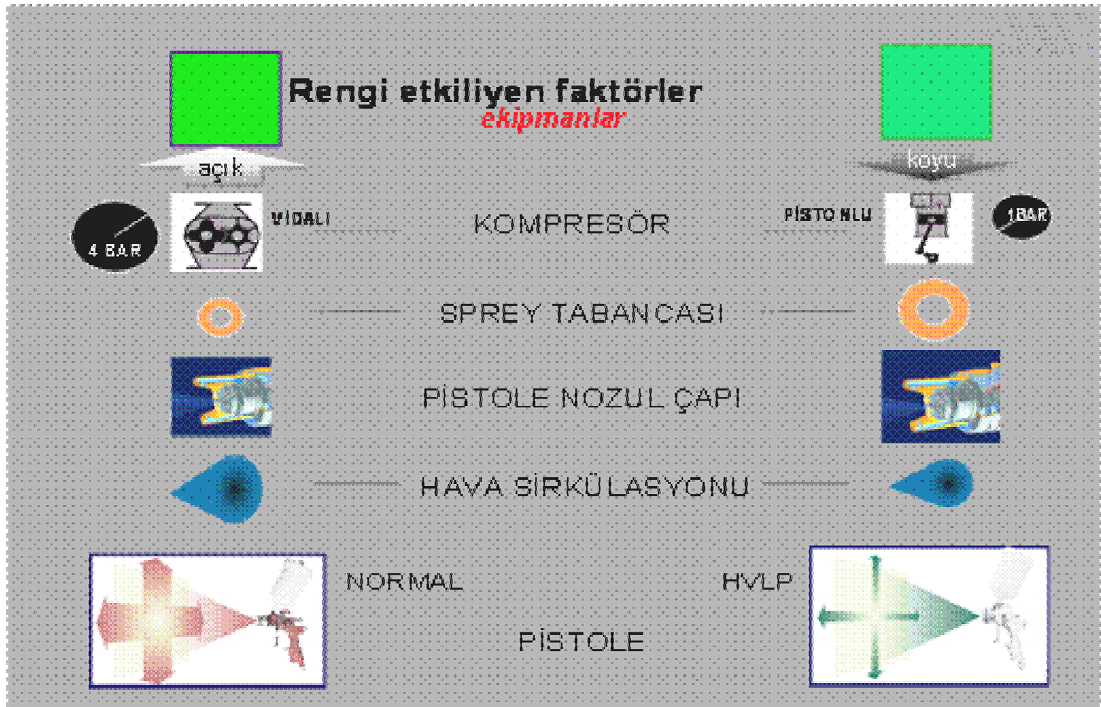 Rengi etkiliyen faktörler
ekipmanlar
açık
koyu
4 BAR
VİDALI
KOMPRESÖR
PİSTONLU
1BAR
SPREY TABANCASI
PİSTOLE NOZUL ÇAPI
HAVA SİRKÜLASYONU
NORMAL
HVLP
PİSTOLE